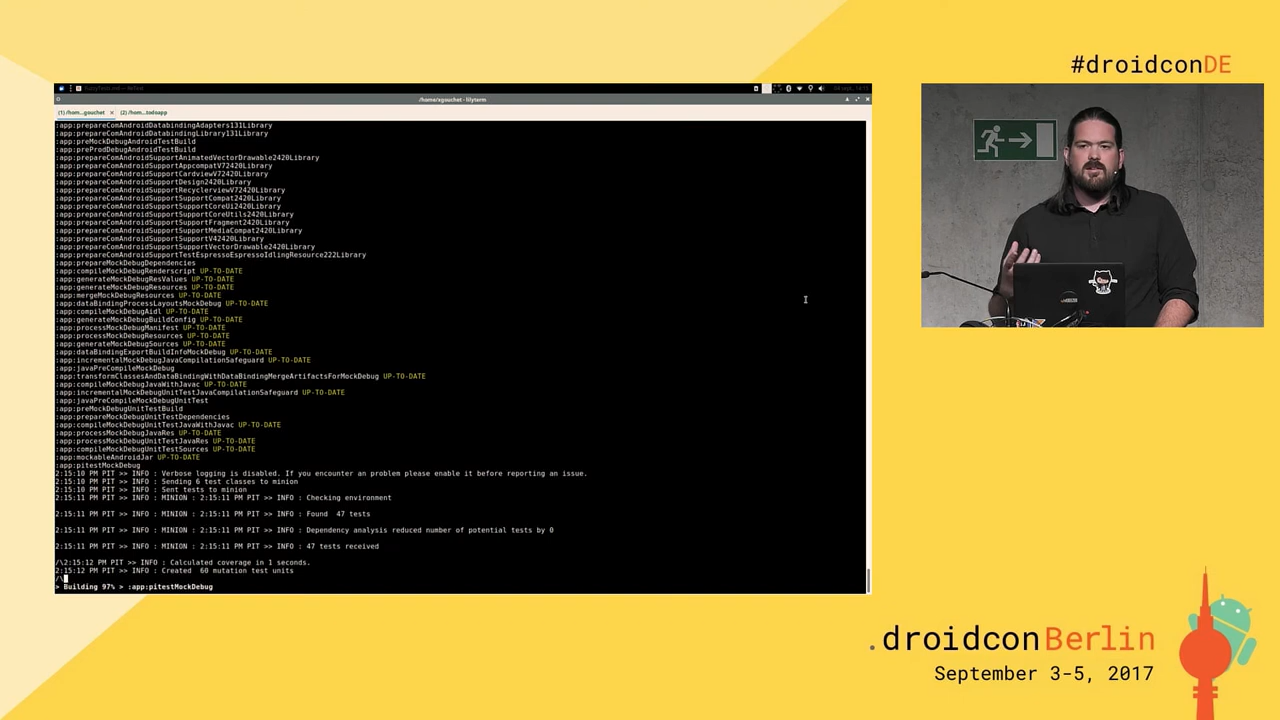 #droidconDE
/home/xgouchet - lilyterm
:app:prepareComAndroidDatabindingAdapters131Library
:app:prepareComAndroidDatabindingLibrary131Library
:app:preMockDebugAndroidTestBuild
:app:preProdDebugAndroidTestBuild
:app:prepareComAndroidSupportAnimatedVectorDrawable2420Library
:app:prepareComAndroidSupportAppcompatV72420Library
:app:prepareComAndroidSupportCardviewV72420Library
:app:prepareComAndroidSupportDesign2420Library
:app:prepareComAndroidSupportRecyclerviewV72420Library
:app:prepareComAndroidSupportSupportCompat2420Library
:app:prepareComAndroidSupportSupportCoreUi2420Library
:app:prepareComAndroidSupportSupportCoreUtils2420Library
:app:prepareComAndroidSupportSupportFragment2420Library
:app:prepareComAndroidSupportSupportMediaCompat2420Library
:app:prepareComAndroidSupportSupportV42420Library
:app:prepareComAndroidSupportSupportVectorDrawable2420Library
:app:prepareComAndroidSupportTestEspressoEspressoIdlingResource222Library
:app:prepareMockDebugDependencies
:app:compileMockDebugRenderscript UP-TO-DATE
:app:generateMockDebugResValues UP-TO-DATE
:app:generateMockDebugResources UP-TO-DATE
:app:mergeMockDebugResources UP-TO-DATE
:app:dataBindingProcessLayoutsMockDebug UP-TO-DATE
:app:compileMockDebugAidl UP-TO-DATE
:app:generateMockDebugBuildConfig UP-TO-DATE
:app:processMockDebugManifest UP-TO-DATE
:app:processMockDebugResources UP-TO-DATE
:app:generateMockDebugSources UP-TO-DATE
:app:dataBindingExportBuildInfoMockDebug UP-TO-DATE
:app:incrementalMockDebugJavaCompilationSafeguard UP-TO-DATE
:app:javaPreCompileMockDebug
:app:transformClassesAndDataBindingWithDataBindingMergeArtifactsForMockDebug UP-TO-DATE
:app:compileMockDebugJavaWithJavac UP-TO-DATE
:app:incrementalMockDebugUnitTestJavaCompilationSafeguard UP-TO-DATE
:app:javaPreCompileMockDebugUnitTest
:app:preMockDebugUnitTestBuild
:app:prepareMockDebugUnitTestDependencies
:app:compileMockDebugUnitTestJavaWithJavac UP-TO-DATE
:app:processMockDebugJavaRes UP-TO-DATE
:app:processMockDebugUnitTestJavaRes UP-TO-DATE
:app:compileMockDebugUnitTestSources UP-TO-DATE
:app:mockableAndroidJar UP-TO-DATE
:app:pitestMockDebug
2:15:10 PM PIT >> INFO : Verbose logging is disabled. If you encounter an problem please enable it before reporting an issue.
2:15:10 PM PIT >> INFO : Sending 6 test classes to minion
2:15:10 PM PIT >> INFO : Sent tests to minion
2:15:11 PM PIT >> INFO : MINION : 2:15:11 PM PIT >> INFO : Checking environment
2:15:11 PM PIT >> INFO : MINION : 2:15:11 PM PIT >> INFO : Found  47 tests
2:15:11 PM PIT >> INFO : MINION : 2:15:11 PM PIT >> INFO : Dependency analysis reduced number of potential tests by 0
2:15:11 PM PIT >> INFO : MINION : 2:15:11 PM PIT >> INFO : 47 tests received
/\2:15:12 PM PIT >> INFO : Calculated coverage in 1 seconds.
2:15:12 PM PIT >> INFO : Created  60 mutation test units
/\
> Building 97% > :app:pitestMockDebug
.droidconBerlin
September 3-5, 2017